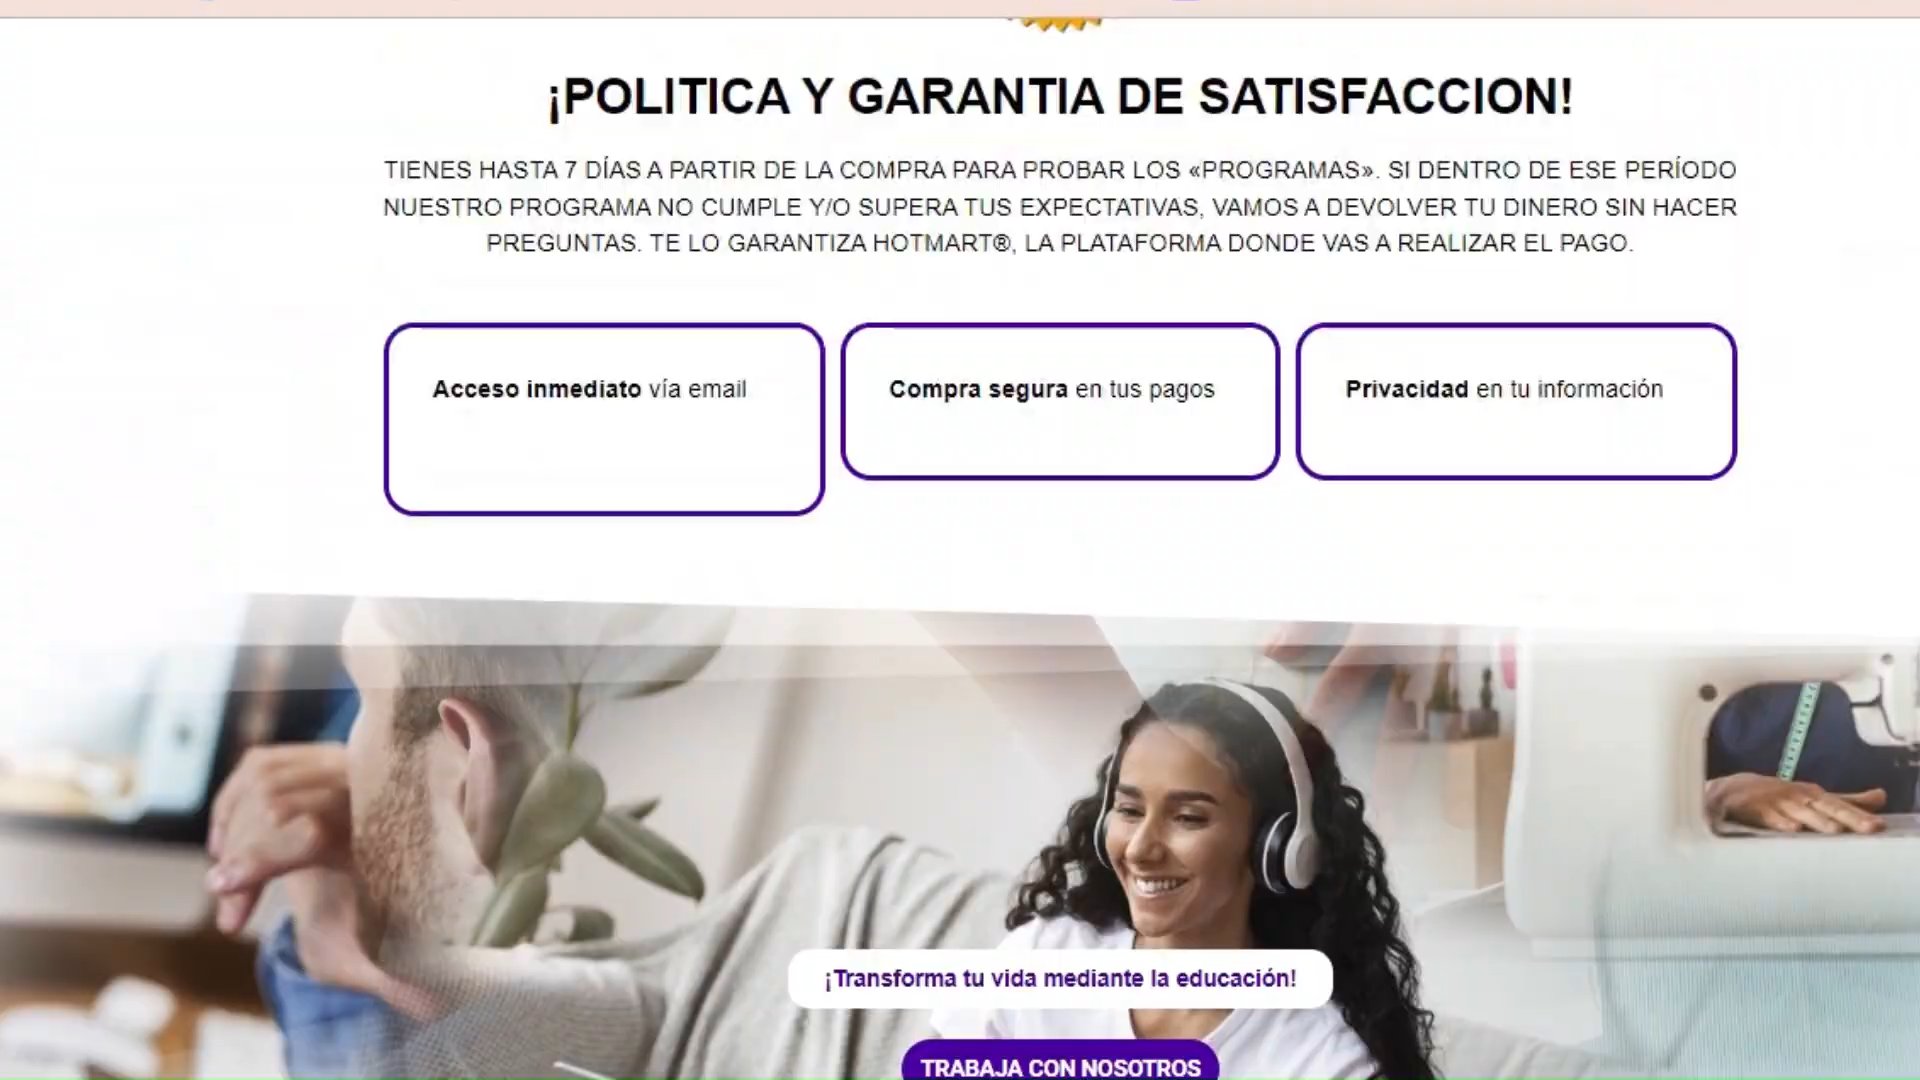 ¡POLITICA Y GARANTIA DE SATISFACCION!
TIENES HASTA 7 DÍAS A PARTIR DE LA COMPRA PARA PROBAR LOS «PROGRAMAS». SI DENTRO DE ESE PERÍODO
NUESTRO PROGRAMA NO CUMPLE Y/O SUPERA TUS EXPECTATIVAS, VAMOS A DEVOLVER TU DINERO SIN HACER
PREGUNTAS. TE LO GARANTIZA HOTMART®, LA PLATAFORMA DONDE VAS A REALIZAR EL PAGO.
Acceso inmediato vía email
Compra segura en tus pagos
Privacidad en tu información
¡Transforma tu vida mediante la educación!
TRABAJA CON NOSOTROS